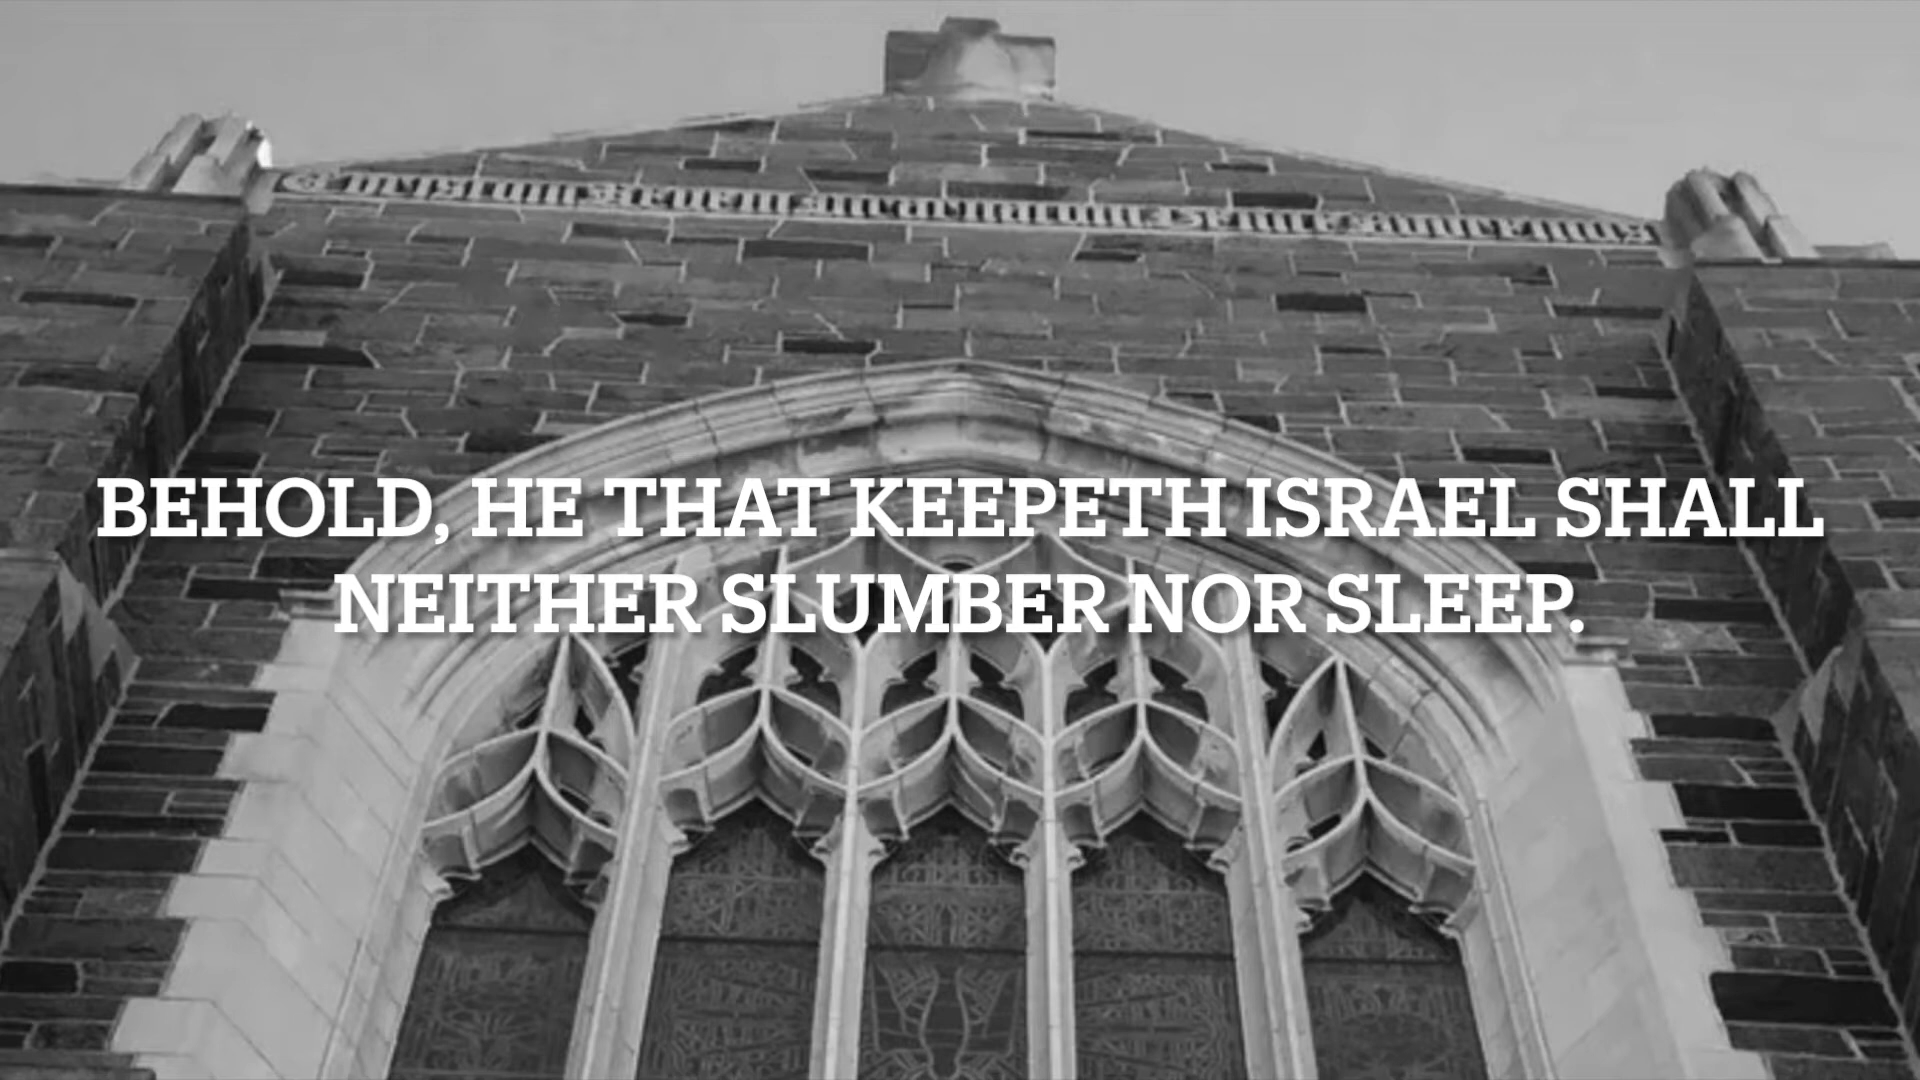 BEHOLD, HE THAT KEEPETH ISRAEL SHALL
NEITHER SLUMBER NOR SLEEP.